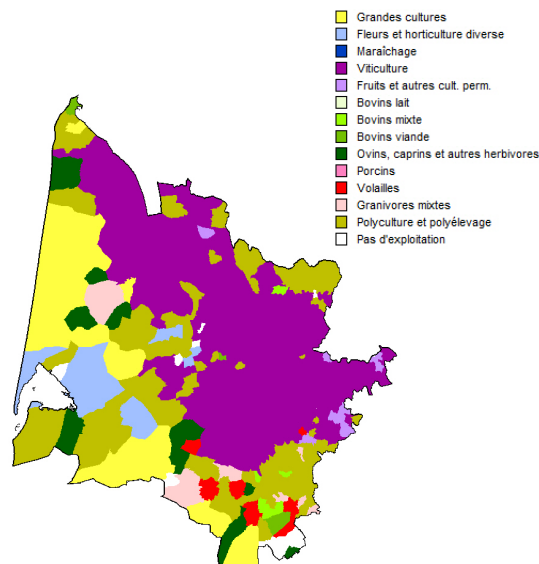 Grandes cultures
Fleurs et horticulture diverse
Maraîchage
Viticulture
Fruits et autres cult. perm.
Bovins lait
Bovins mixte
Bovins viande
Ovins, caprins et autres herbivores
Porcins
Volailles
Granivores mixtes
Polyculture et polyélevage
Pas d'exploitation